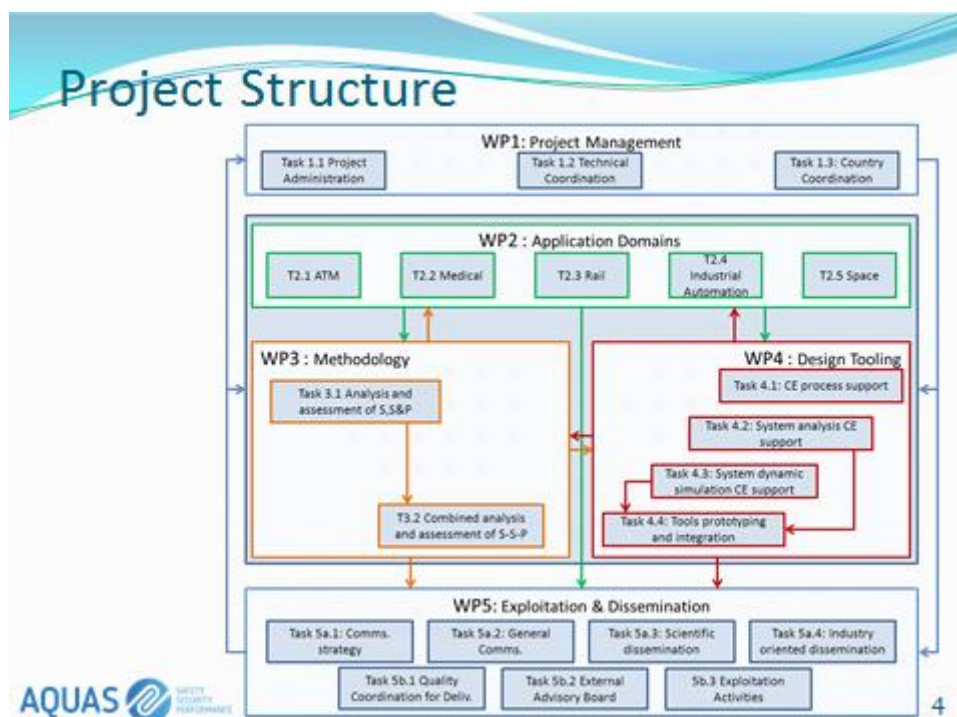 Project Structure
WP1: Project Management
Task 1.1 Project
Administration
Task 1.2 Technical
Coordination
Task 1.3: Country
Coordination
WP2 : Application Domains
T2.1 ATM
T2.2 Medical
T2.3 Rail
T2.4
Industrial
Automation
T2.5 Space
WP3 : Methodology
Task 3.1 Analysis and
assessment of S,S&P
T3.2 Combined analysis
and assessment of S-S-P
WP4 : Design Tooling
Task 4.1: CE process support
Task 4.2: System analysis CE
support
Task 4.3: System dynamic
simulation CE support
Task 4.4: Tools prototyping
and integration
WP5: Exploitation & Dissemination
Task 5a.1: Comms.
strategy
Task 5a.2: General
Comms.
Task 5a.3: Scientific
dissemination
Task 5a.4: Industry
oriented dissemination
Task 5b.1 Quality
Coordination for Deliv.
Task 5b.2 External
Advisory Board
5b.3 Exploitation
Activities
AQUAS
SAFETY
SECURITY
PERFORMANCE
4